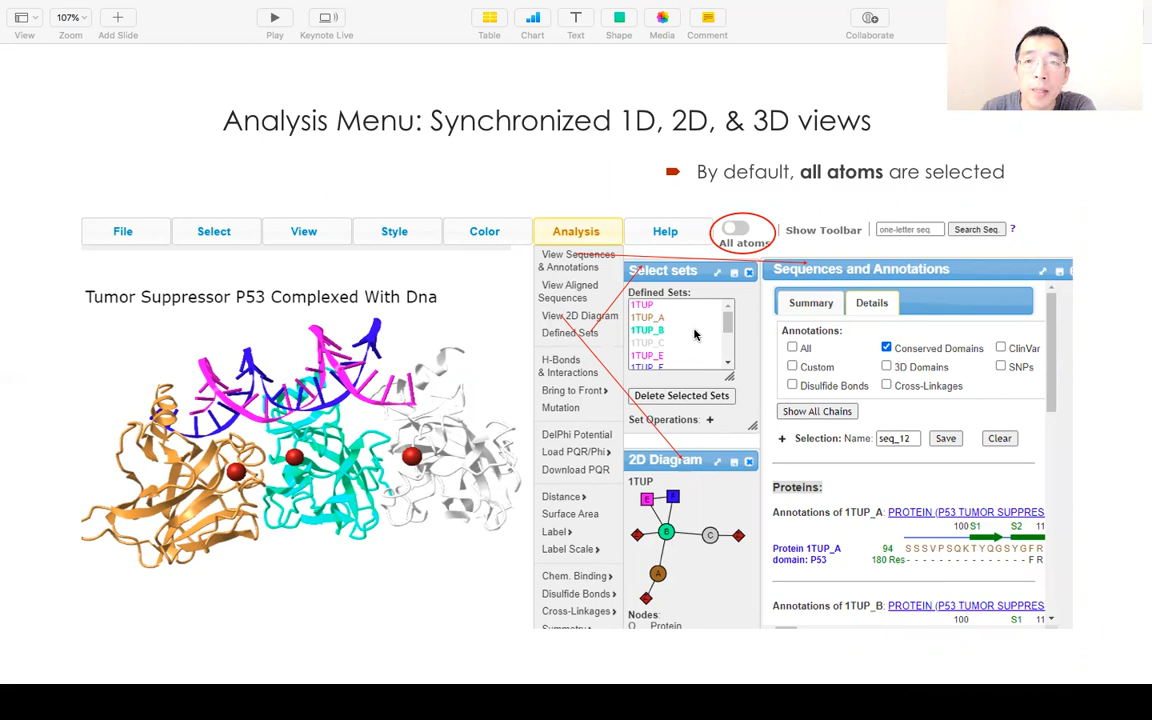 107%
View
Zoom
Add Slide
Play
Keynote Live
Table
Chart
Text
Shape
Media
Comment
Collaborate
Analysis Menu: Synchronized 1D, 2D, & 3D views
By default, all atoms are selected
File
Select
View
Style
Color
Analysis
Help
All atoms
Show Toolbar
one-letter seq.
Search Seq.
?
Tumor Suppressor P53 Complexed With Dna
View Sequences
& Annotations
View Aligned
Sequences
View 2D Diagram
Defined Sets
H-Bonds
& Interactions
Bring to Front
Mutation
DelPhi Potential
Load PQR/Phi
Download PQR
Distance
Surface Area
Label
Label Scale
Chem. Binding
Disulfide Bonds
Cross-Linkages
Symmetry
Select sets
Defined Sets:
1TUP
1TUP_A
1TUP_B
1TUP_C
1TUP_E
1TUP_F
Delete Selected Sets
Set Operations: +
2D Diagram
1TUP
E
F
B
C
A
Nodes:
Protein
Sequences and Annotations
Summary
Details
Annotations:
All
Conserved Domains
ClinVar
Custom
3D Domains
SNPs
Disulfide Bonds
Cross-Linkages
Show All Chains
+ Selection: Name: seq_12 Save Clear
Proteins:
Annotations of 1TUP_A: PROTEIN (P53 TUMOR SUPPRES
100 S1 S2 11
Protein 1TUP_A 94 SSSVPSQKTYQGSYGFR
domain: P53 180 Res - - - - - - - - - - - - - - - F R
Annotations of 1TUP_B: PROTEIN (P53 TUMOR SUPPRES
100 S1 11